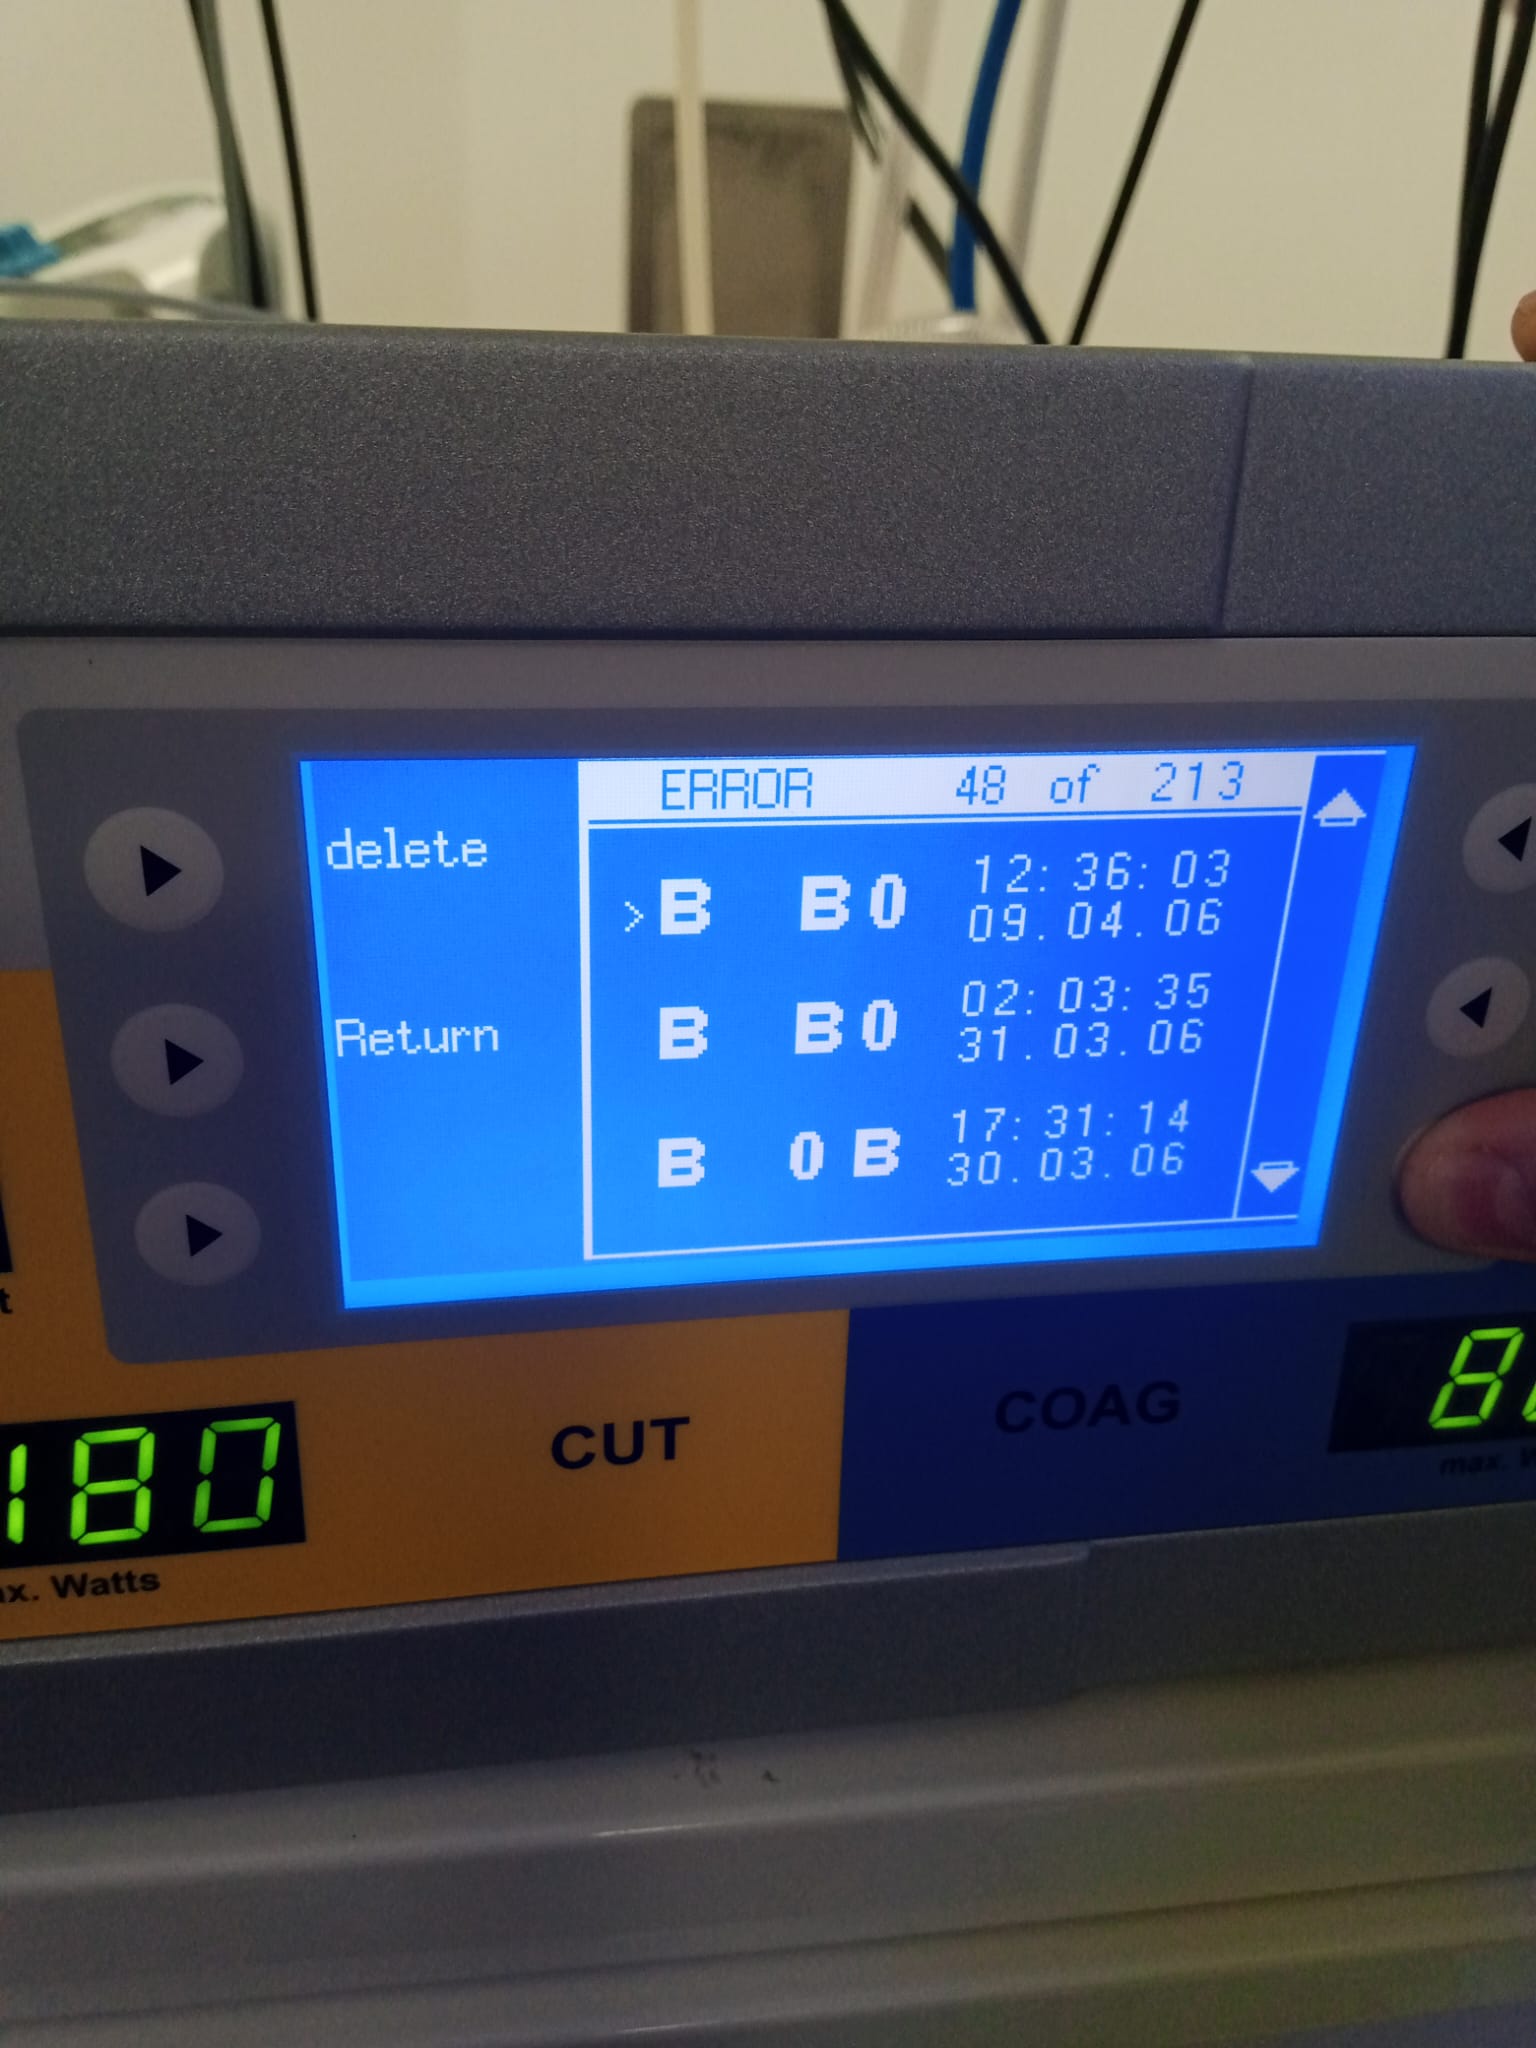 ERROR 48 of 213
delete
> B B0 12:36:03
09.04.06
Return
B B0 02:03:35
31.03.06
B 0B 17:31:14
30.03.06
CUT
COAG
180
Watts
max.